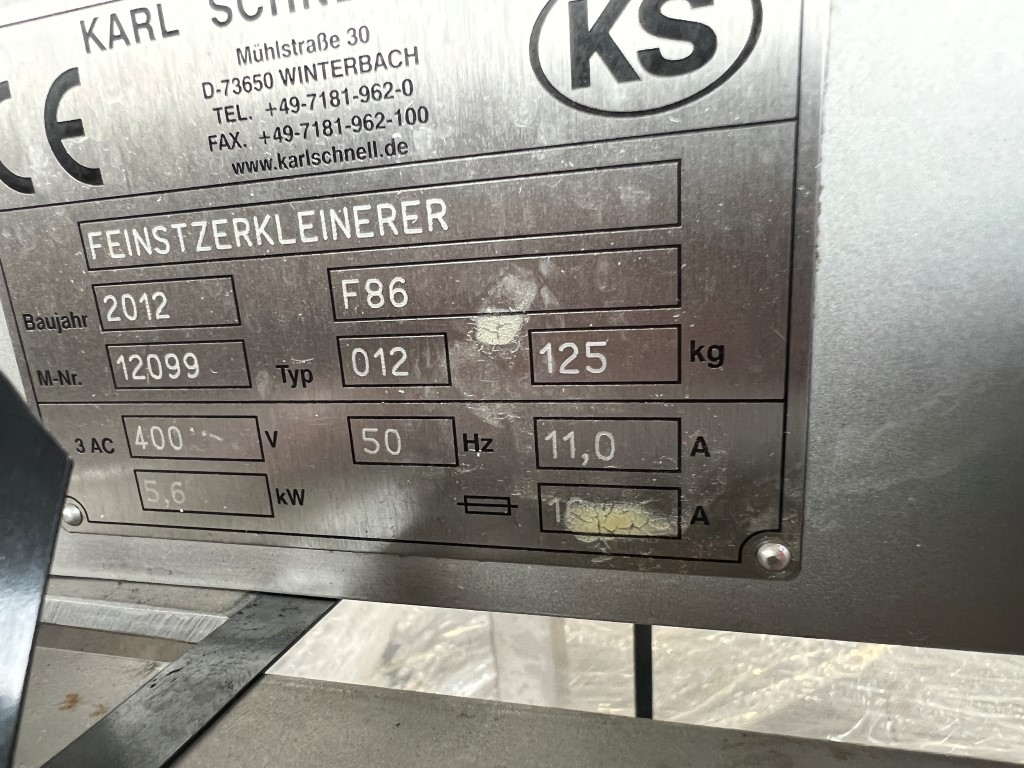 KARL
KS
Mühlstraße 30
D-73650 WINTERBACH
TEL. +49-7181-962-0
FAX. +49-7181-962-100
www.karlschnell.de
CE
FEINSTZERKLEINERER
Baujahr 2012 F86
M-Nr. 12099 Typ 012 125 kg
3 AC 400 V 50 Hz 11,0 A
5,6 kW A